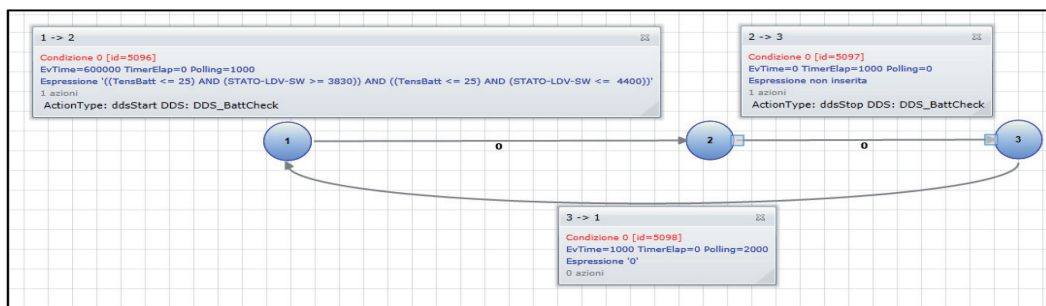 1 -> 2
Condizione 0 [id=5096]
EvTime=600000 TimerElap=0 Polling=1000
Espressione '((TensBatt <= 25) AND (STATO-LDV-SW >= 3830)) AND ((TensBatt <= 25) AND (STATO-LDV-SW <= 4400))'
1 azioni
ActionType: ddsStart DDS: DDS_BattCheck
2 -> 3
Condizione 0 [id=5097]
EvTime=0 TimerElap=1000 Polling=0
Espressione non inserita
1 azioni
ActionType: ddsStop DDS: DDS_BattCheck
1
0
2
0
3
3 -> 1
Condizione 0 [id=5098]
EvTime=1000 TimerElap=0 Polling=2000
Espressione '0'
0 azioni